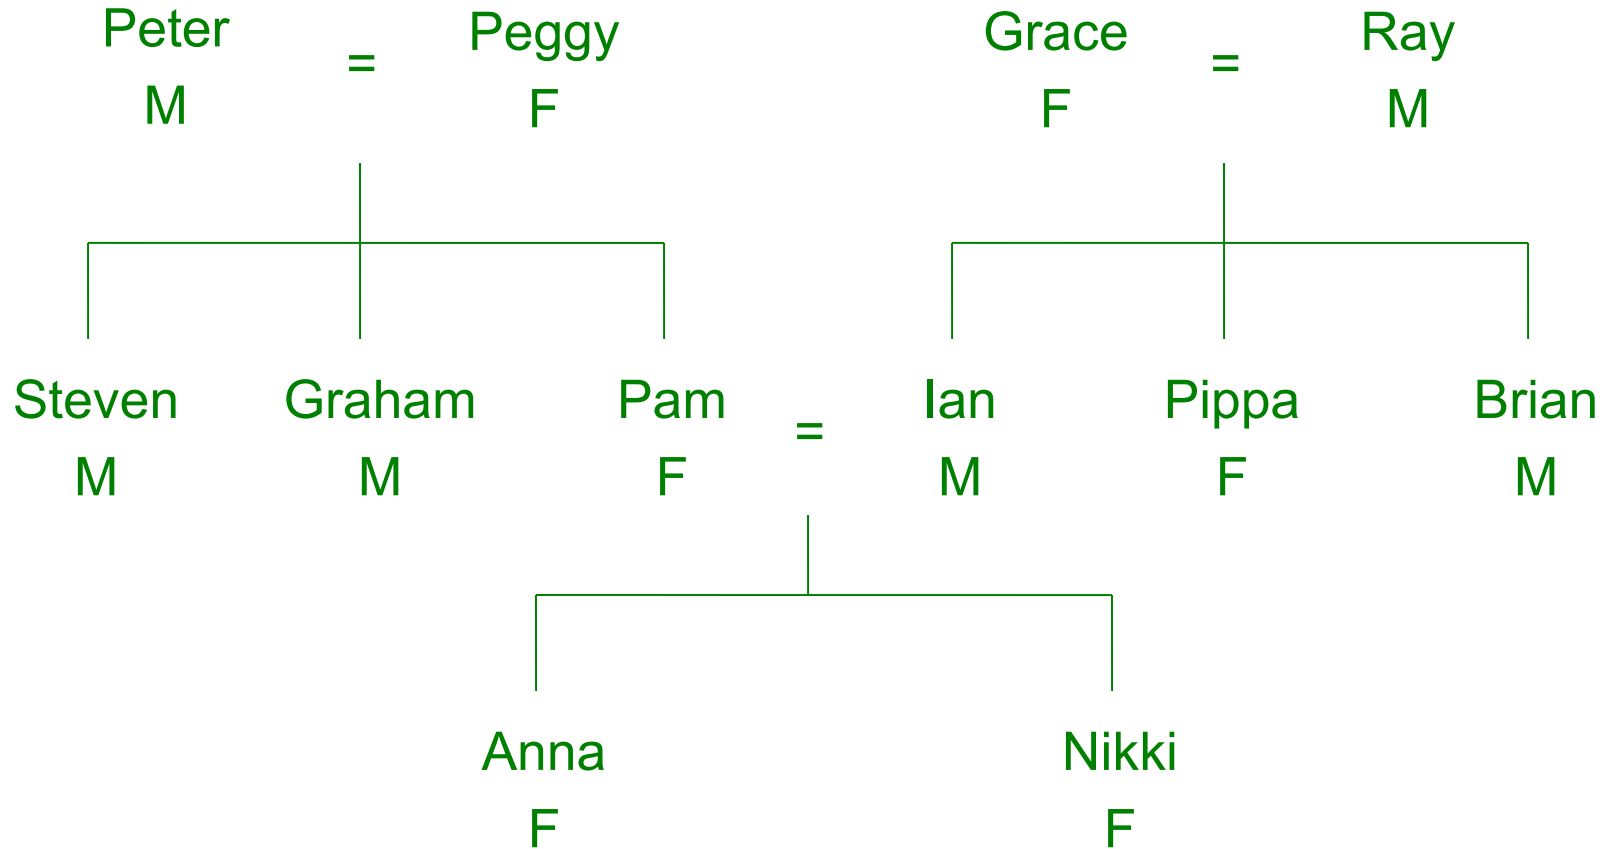 Peter = Peggy Grace = Ray
M F F M
Steven Graham Pam = Ian Pippa Brian
M M F M F M
Anna Nikki
F F